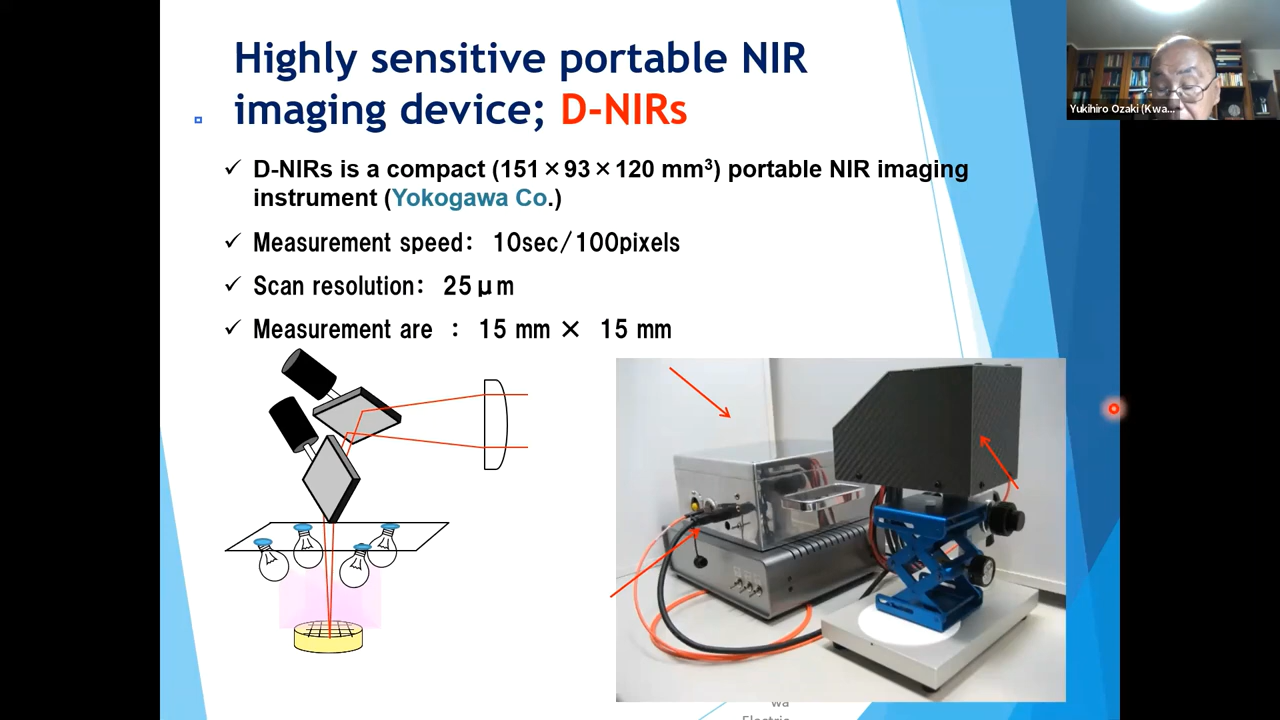 Highly sensitive portable NIR
imaging device; D-NIRs
✓ D-NIRs is a compact (151×93×120 mm³) portable NIR imaging
instrument (Yokogawa Co.)
✓ Measurement speed: 10sec/100pixels
✓ Scan resolution: 25μm
✓ Measurement are : 15 mm × 15 mm
wa
Electric
Yukihiro Ozaki (Kwa...